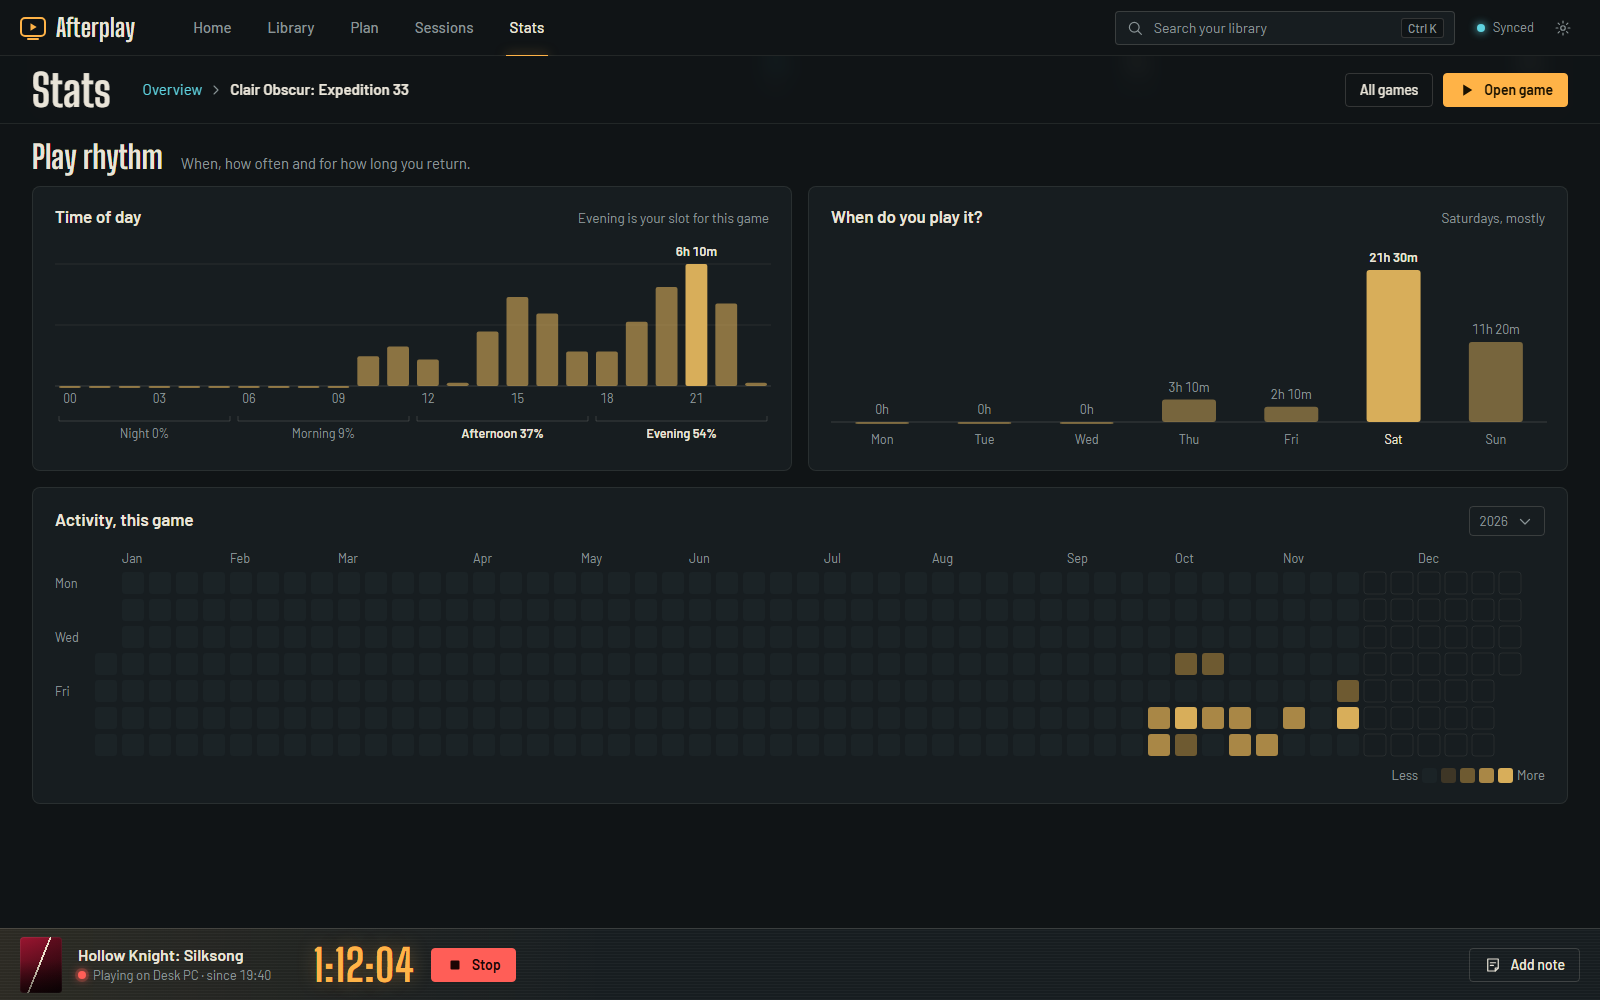 Afterplay
Home
Library
Plan
Sessions
Stats
Search your library
Ctrl K
Synced
Stats
Overview > Clair Obscur: Expedition 33
All games
Open game
Play rhythm
When, how often and for how long you return.
Time of day
Evening is your slot for this game
6h 10m
00 03 06 09 12 15 18 21
Night 0% Morning 9% Afternoon 37% Evening 54%
When do you play it?
Saturdays, mostly
0h 0h 0h 3h 10m 2h 10m 21h 30m 11h 20m
Mon Tue Wed Thu Fri Sat Sun
Activity, this game
2026
Jan Feb Mar Apr May Jun Jul Aug Sep Oct Nov Dec
Mon
Wed
Fri
Less More
Hollow Knight: Silksong
Playing on Desk PC · since 19:40
1:12:04
Stop
Add note